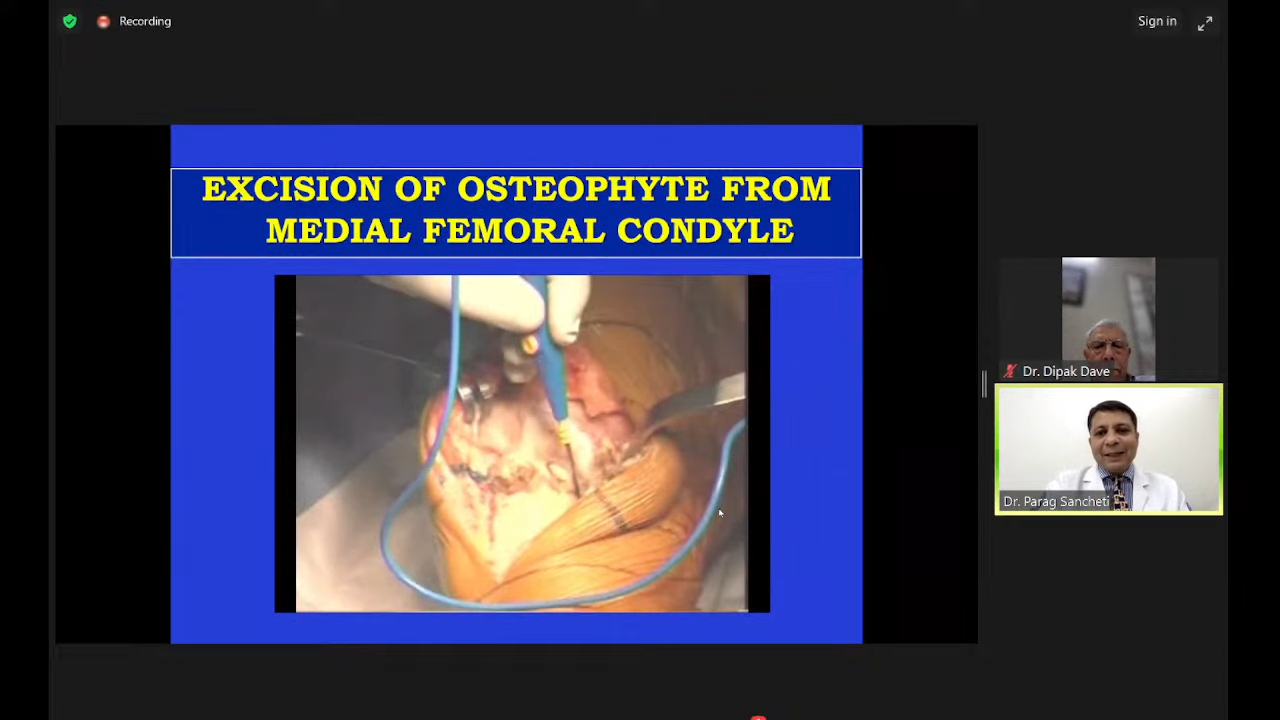 Recording
Sign in
EXCISION OF OSTEOPHYTE FROM
MEDIAL FEMORAL CONDYLE
Dr. Dipak Dave
Dr. Parag Sancheti